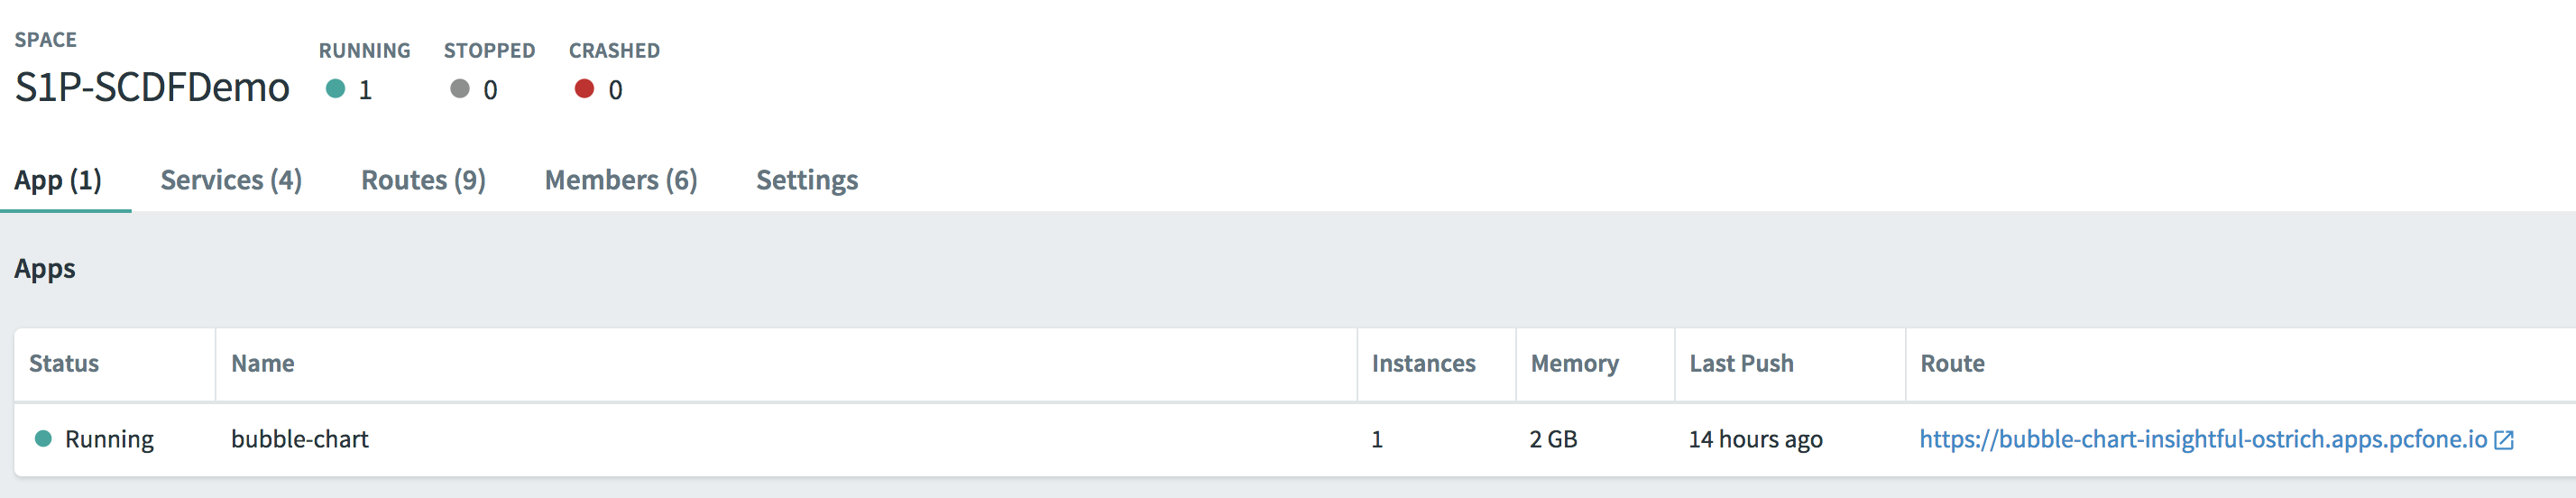 SPACE
S1P-SCDFDemo
RUNNING STOPPED CRASHED
1 0 0
App (1) Services (4) Routes (9) Members (6) Settings
Apps
Status Name Instances Memory Last Push Route
Running bubble-chart 1 2 GB 14 hours ago https://bubble-chart-insightful-ostrich.apps.pcfone.io